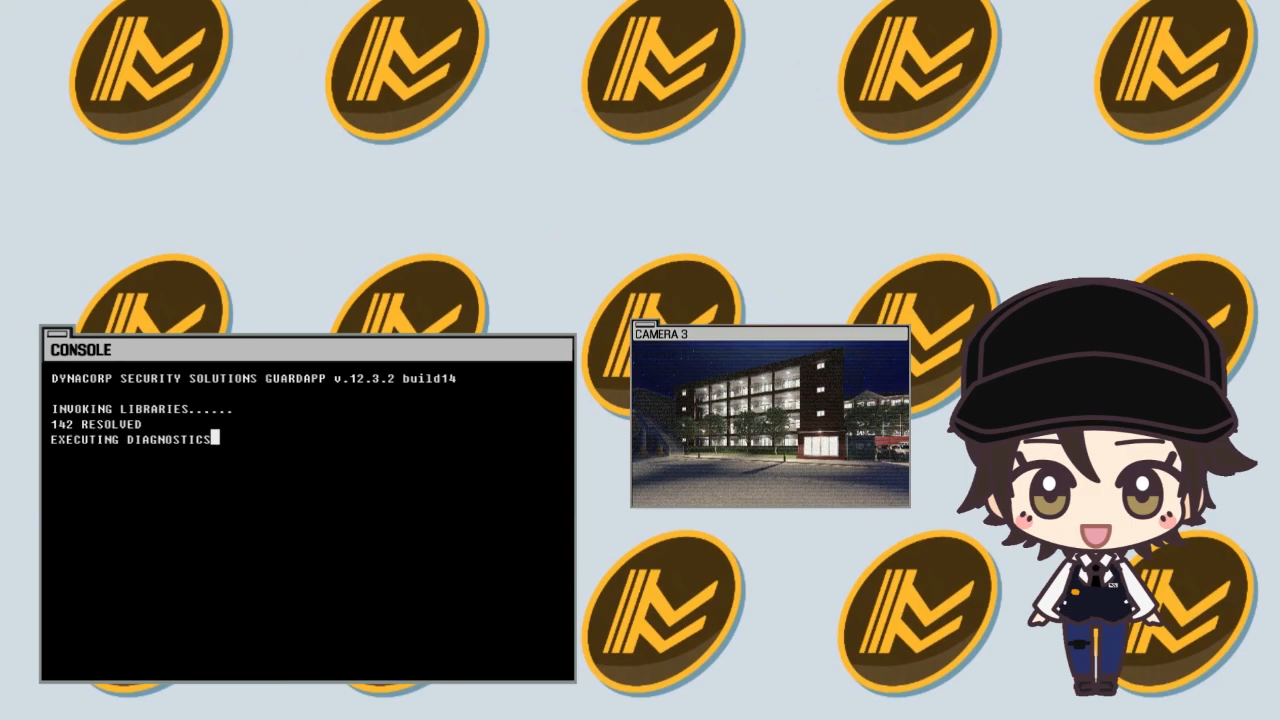 CONSOLE
DYNACORP SECURITY SOLUTIONS GUARDAPP v.12.3.2 build14
INVOKING LIBRARIES......
142 RESOLVED
EXECUTING DIAGNOSTICS
CAMERA 3